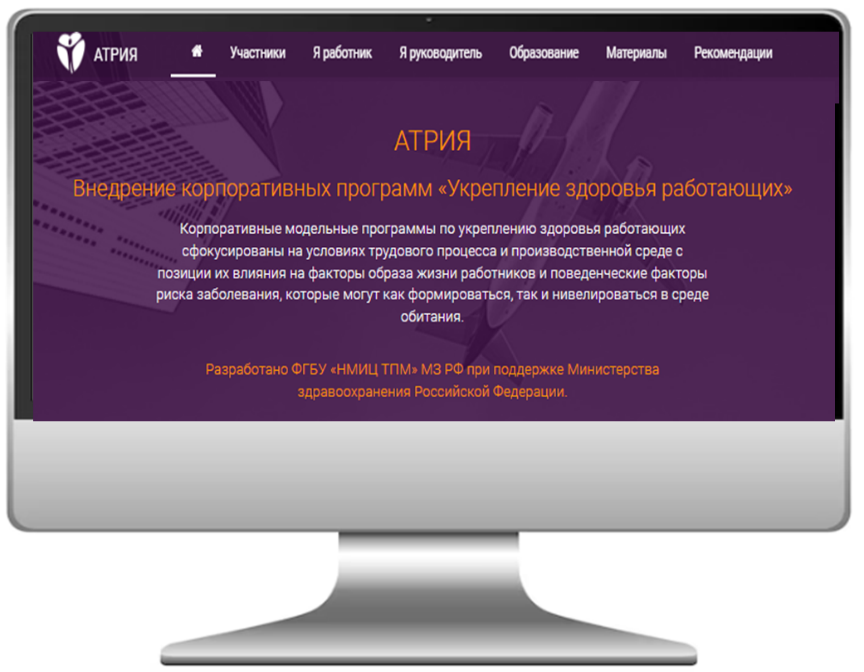 АТРИЯ Участники Я работник Я руководитель Образование Материалы Рекомендации
АТРИЯ
Внедрение корпоративных программ «Укрепление здоровья работающих»
Корпоративные модельные программы по укреплению здоровья работающих
сфокусированы на условиях трудового процесса и производственной среде с
позиции их влияния на факторы образа жизни работников и поведенческие факторы
риска заболевания, которые могут как формироваться, так и нивелироваться в среде
обитания.
Разработано ФГБУ «НМИЦ ТПМ» МЗ РФ при поддержке Министерства
здравоохранения Российской Федерации.